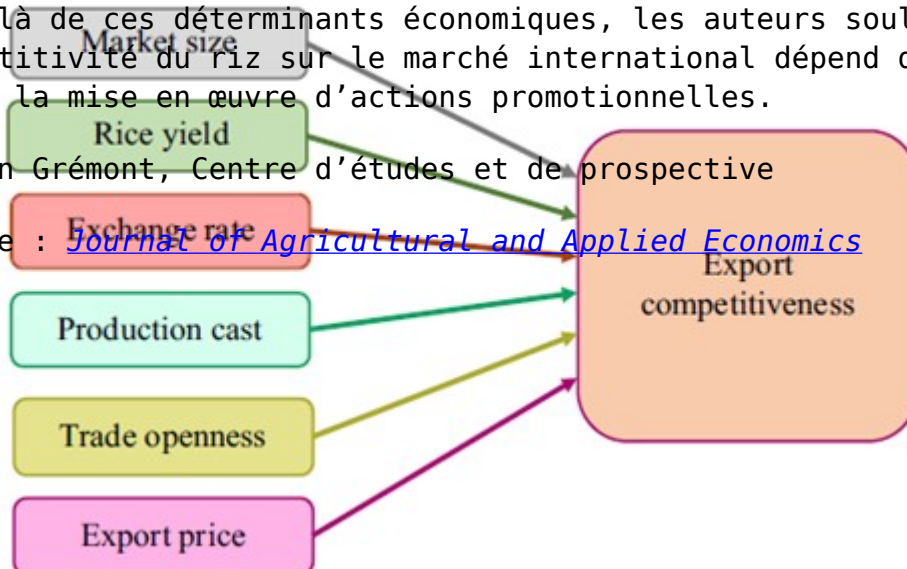 là de ces déterminants économiques, les auteurs soul
Market size
titivité du riz sur le marché international dépend d
la mise en œuvre d’actions promotionnelles.
Rice yield
n Grémont, Centre d’études et de prospective
Exchange rate
e : Journal of Agricultural and Applied Economics
Export
competitiveness
Production cast
Trade openness
Export price